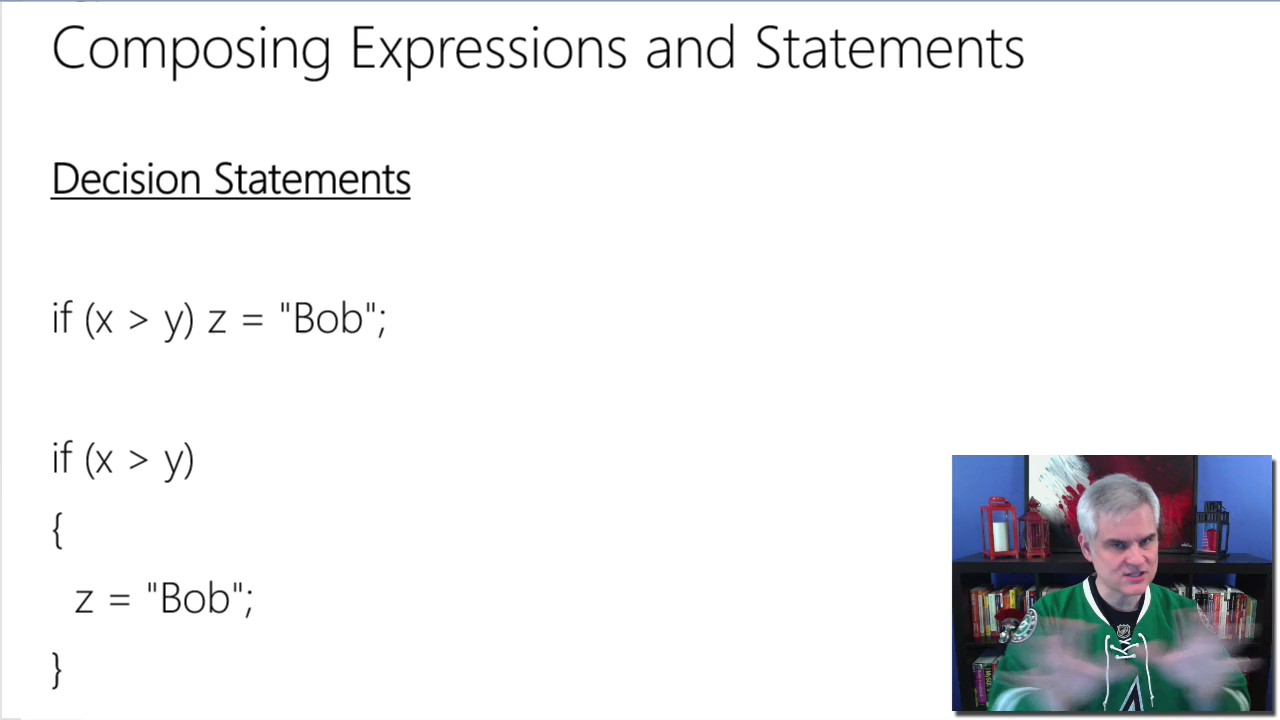 Composing Expressions and Statements
Decision Statements
if (x > y) z = "Bob";
if (x > y)
{
z = "Bob";
}